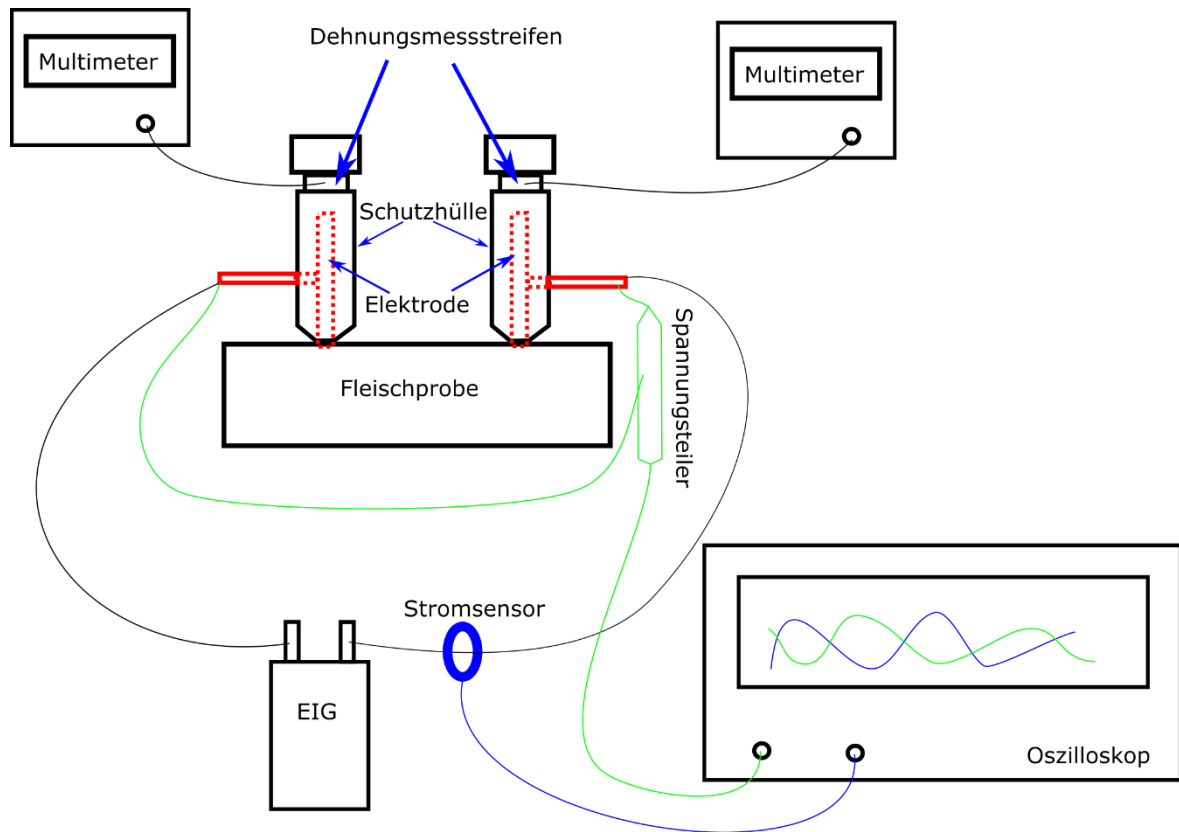 Dehnungsmessstreifen
Multimeter
Multimeter
Schutzhülle
Elektrode
Spannungsteiler
Fleischprobe
Stromsensor
EIG
Oszilloskop